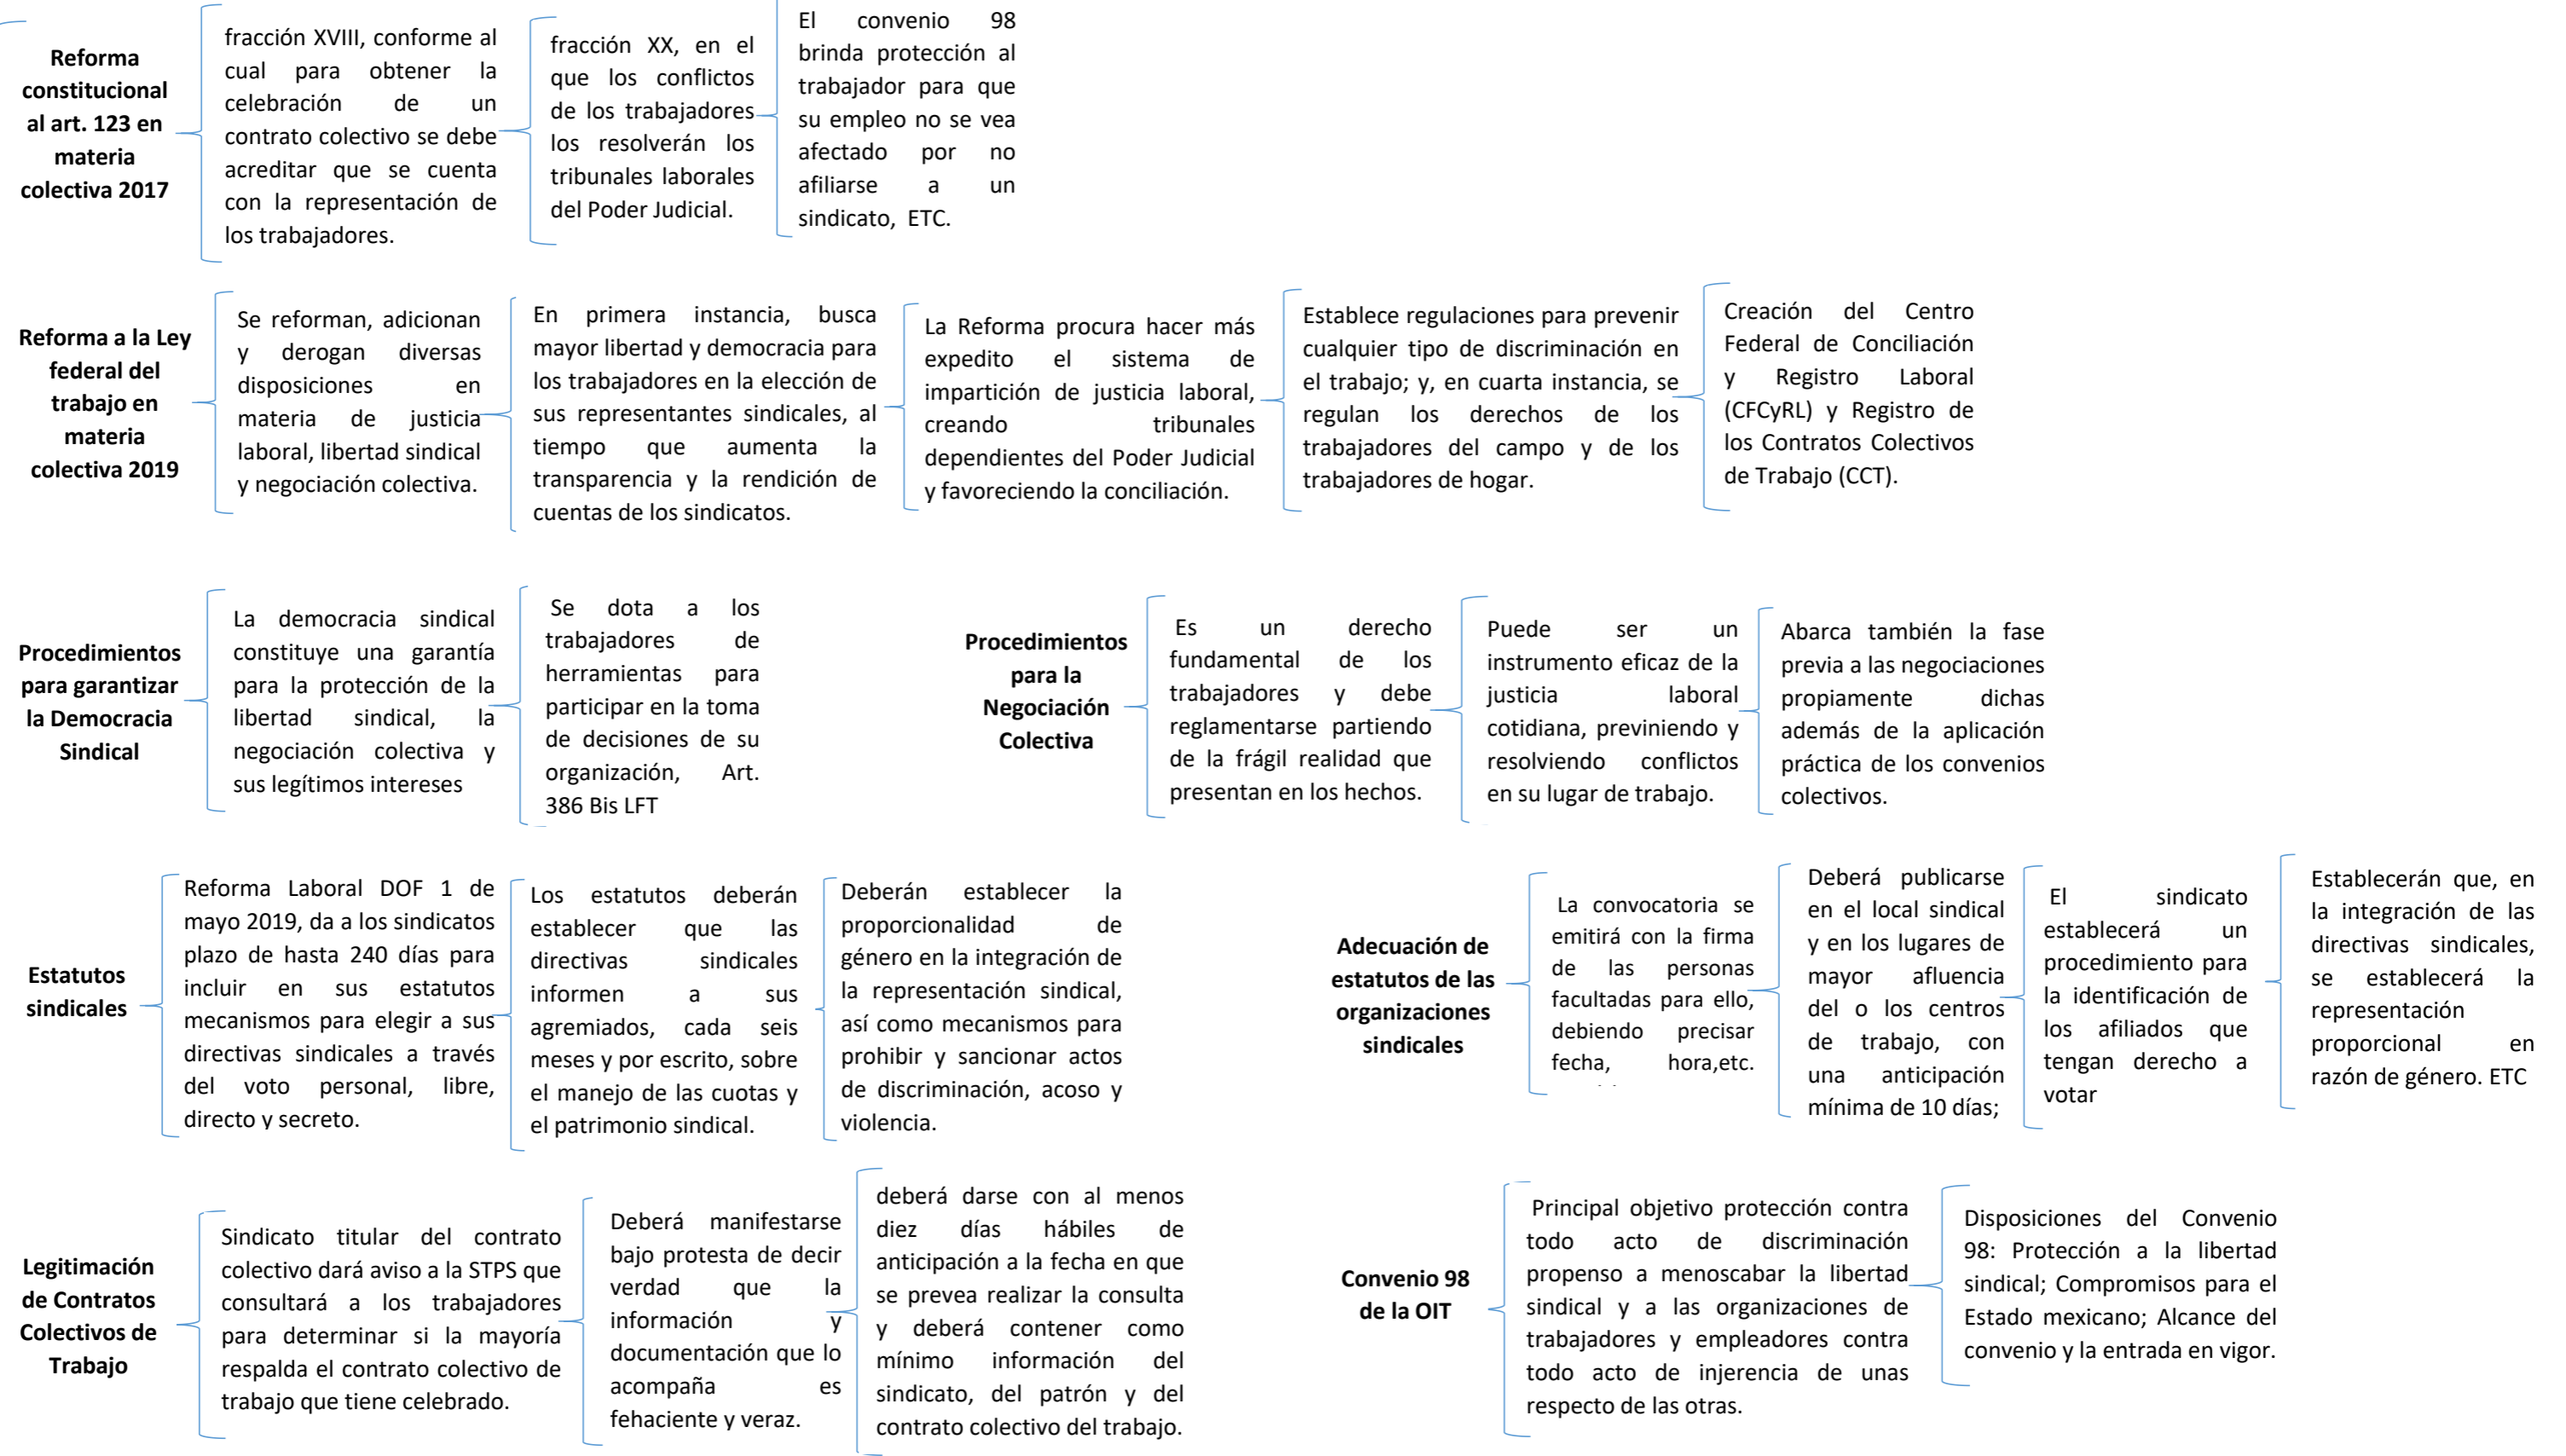 Reforma
constitucional
al art. 123 en
materia
colectiva 2017
fracción XVIII, conforme al
cual para obtener la
celebración de un
contrato colectivo se debe
acreditar que se cuenta
con la representación de
los trabajadores.
fracción XX, en el
que los conflictos
de los trabajadores
los resolverán los
tribunales laborales
del Poder Judicial.
El convenio 98
brinda protección al
trabajador para que
su empleo no se vea
afectado por no
afiliarse a un
sindicato, ETC.
Reforma a la Ley
federal del
trabajo en
materia
colectiva 2019
Se reforman, adicionan
y derogan diversas
disposiciones en
materia de justicia
laboral, libertad sindical
y negociación colectiva.
En primera instancia, busca
mayor libertad y democracia para
los trabajadores en la elección de
sus representantes sindicales, al
tiempo que aumenta la
transparencia y la rendición de
cuentas de los sindicatos.
La Reforma procura hacer más
expedito el sistema de
impartición de justicia laboral,
creando tribunales
dependientes del Poder Judicial
y favoreciendo la conciliación.
Establece regulaciones para prevenir
cualquier tipo de discriminación en
el trabajo; y, en cuarta instancia, se
regulan los derechos de los
trabajadores del campo y de los
trabajadores de hogar.
Creación del Centro
Federal de Conciliación
y Registro Laboral
(CFCyRL) y Registro de
los Contratos Colectivos
de Trabajo (CCT).
Procedimientos
para garantizar
la Democracia
Sindical
La democracia sindical
constituye una garantía
para la protección de la
libertad sindical, la
negociación colectiva y
sus legítimos intereses
Se dota a los
trabajadores de
herramientas para
participar en la toma
de decisiones de su
organización, Art.
386 Bis LFT
Procedimientos
para la
Negociación
Colectiva
Es un derecho
fundamental de los
trabajadores y debe
reglamentarse partiendo
de la frágil realidad que
presentan en los hechos.
Puede ser un
instrumento eficaz de la
justicia laboral
cotidiana, previniendo y
resolviendo conflictos
en su lugar de trabajo.
Abarca también la fase
previa a las negociaciones
propiamente dichas
además de la aplicación
práctica de los convenios
colectivos.
Estatutos
sindicales
Reforma Laboral DOF 1 de
mayo 2019, da a los sindicatos
plazo de hasta 240 días para
incluir en sus estatutos
mecanismos para elegir a sus
directivas sindicales a través
del voto personal, libre,
directo y secreto.
Los estatutos deberán
establecer que las
directivas sindicales
informen a sus
agremiados, cada seis
meses y por escrito, sobre
el manejo de las cuotas y
el patrimonio sindical.
Deberán establecer la
proporcionalidad de
género en la integración de
la representación sindical,
así como mecanismos para
prohibir y sancionar actos
de discriminación, acoso y
violencia.
Adecuación de
estatutos de las
organizaciones
sindicales
La convocatoria se
emitirá con la firma
de las personas
facultadas para ello,
debiendo precisar
fecha, hora,etc.
Deberá publicarse
en el local sindical
y en los lugares de
mayor afluencia
del o los centros
de trabajo, con
una anticipación
mínima de 10 días;
El sindicato
establecerá un
procedimiento para
la identificación de
los afiliados que
tengan derecho a
votar
Establecerán que, en
la integración de las
directivas sindicales,
se establecerá la
representación
proporcional en
razón de género. ETC
Legitimación
de Contratos
Colectivos de
Trabajo
Sindicato titular del contrato
colectivo dará aviso a la STPS que
consultará a los trabajadores
para determinar si la mayoría
respalda el contrato colectivo de
trabajo que tiene celebrado.
Deberá manifestarse
bajo protesta de decir
verdad que la
información y
documentación que lo
acompaña es
fehaciente y veraz.
deberá darse con al menos
diez días hábiles de
anticipación a la fecha en que
se prevea realizar la consulta
y deberá contener como
mínimo información del
sindicato, del patrón y del
contrato colectivo del trabajo.
Convenio 98
de la OIT
Principal objetivo protección contra
todo acto de discriminación
propenso a menoscabar la libertad
sindical y a las organizaciones de
trabajadores y empleadores contra
todo acto de injerencia de unas
respecto de las otras.
Disposiciones del Convenio
98: Protección a la libertad
sindical; Compromisos para el
Estado mexicano; Alcance del
convenio y la entrada en vigor.